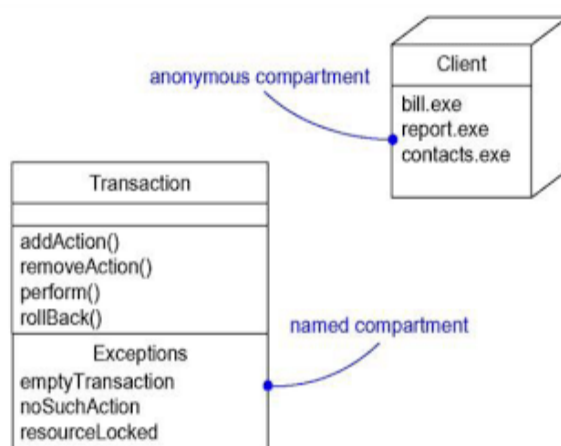 anonymous compartment
Client
bill.exe
report.exe
contacts.exe
Transaction
addAction()
removeAction()
perform()
rollBack()
named compartment
Exceptions
emptyTransaction
noSuchAction
resourceLocked